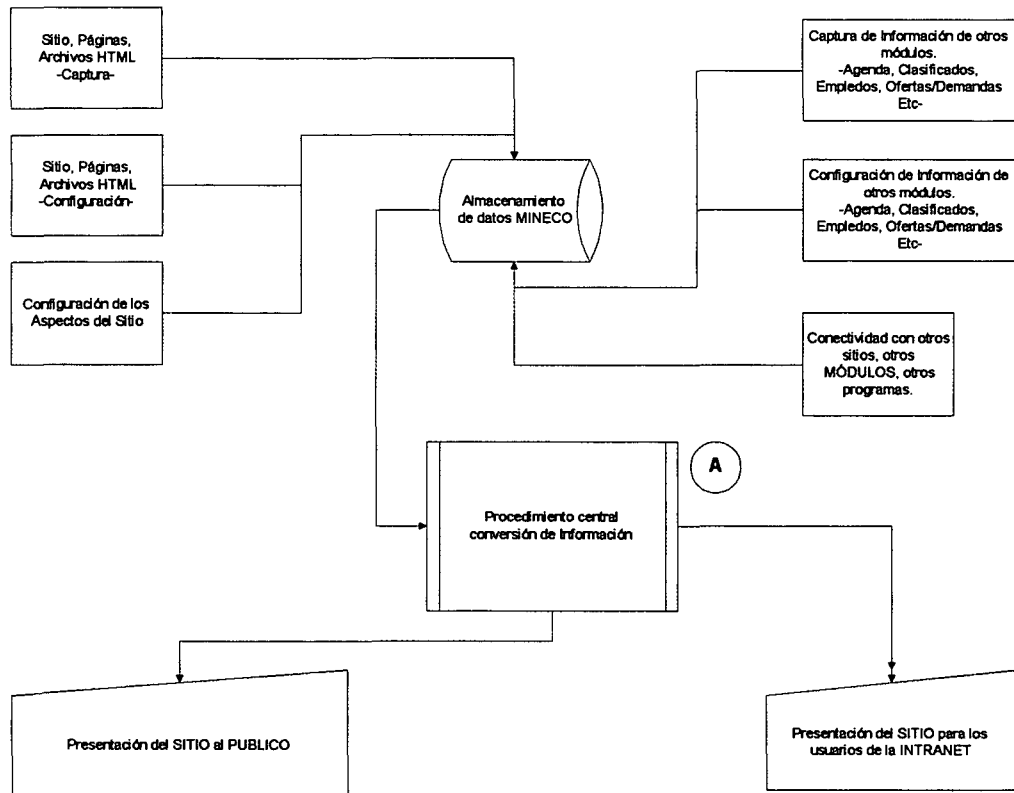 Sitio, Páginas,
Archivos HTML
-Captura-
Sitio, Páginas,
Archivos HTML
-Configuración-
Configuración de los
Aspectos del Sitio
Almacenamiento
de datos MINECO
Captura de Información de otros
módulos.
-Agenda, Clasificados,
Empledos, Ofertas/Demandas
Etc-
Configuración de Información de
otros módulos.
-Agenda, Clasificados,
Empledos, Ofertas/Demandas
Etc-
Conectividad con otros
sitios, otros
MÓDULOS, otros
programas.
A
Procedimiento central
conversión de Información
Presentación del SITIO al PUBLICO
Presentación del SITIO para los
usuarios de la INTRANET